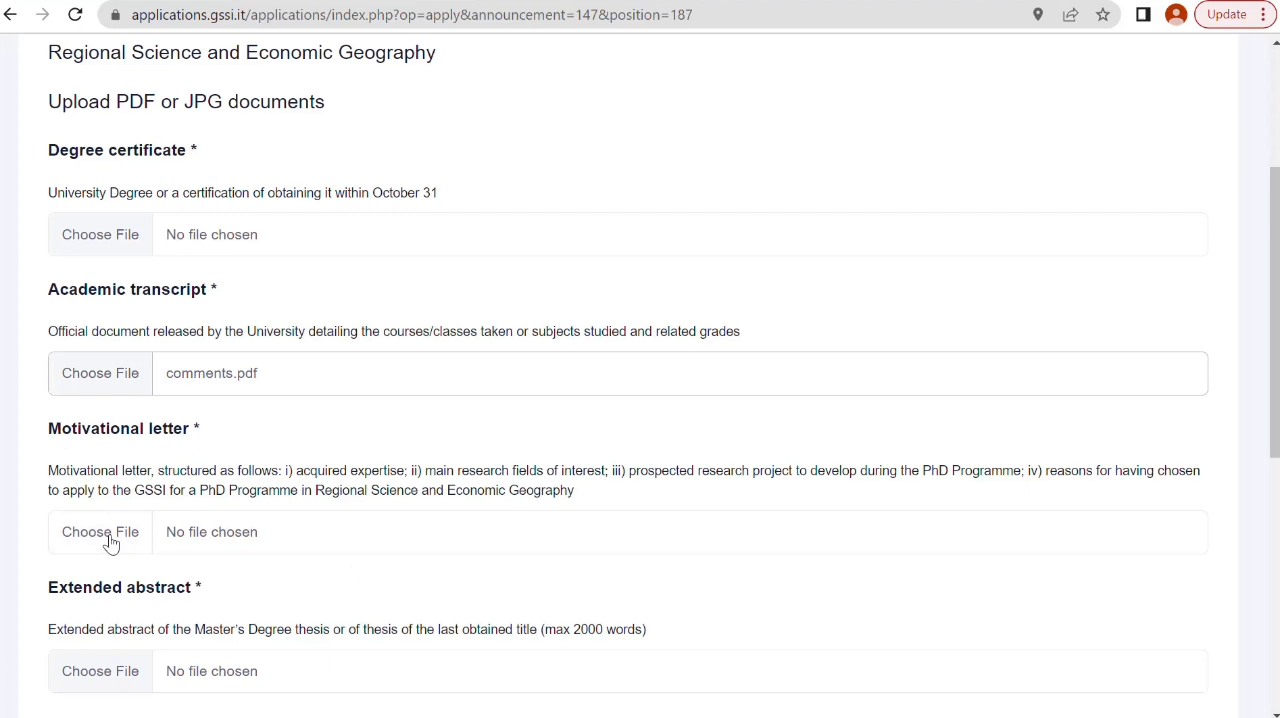 applications.gssi.it/applications/index.php?op=apply&announcement=147&position=187
Update
Regional Science and Economic Geography
Upload PDF or JPG documents
Degree certificate *
University Degree or a certification of obtaining it within October 31
Choose File No file chosen
Academic transcript *
Official document released by the University detailing the courses/classes taken or subjects studied and related grades
Choose File comments.pdf
Motivational letter *
Motivational letter, structured as follows: i) acquired expertise; ii) main research fields of interest; iii) prospected research project to develop during the PhD Programme; iv) reasons for having chosen
to apply to the GSSI for a PhD Programme in Regional Science and Economic Geography
Choose File No file chosen
Extended abstract *
Extended abstract of the Master's Degree thesis or of thesis of the last obtained title (max 2000 words)
Choose File No file chosen